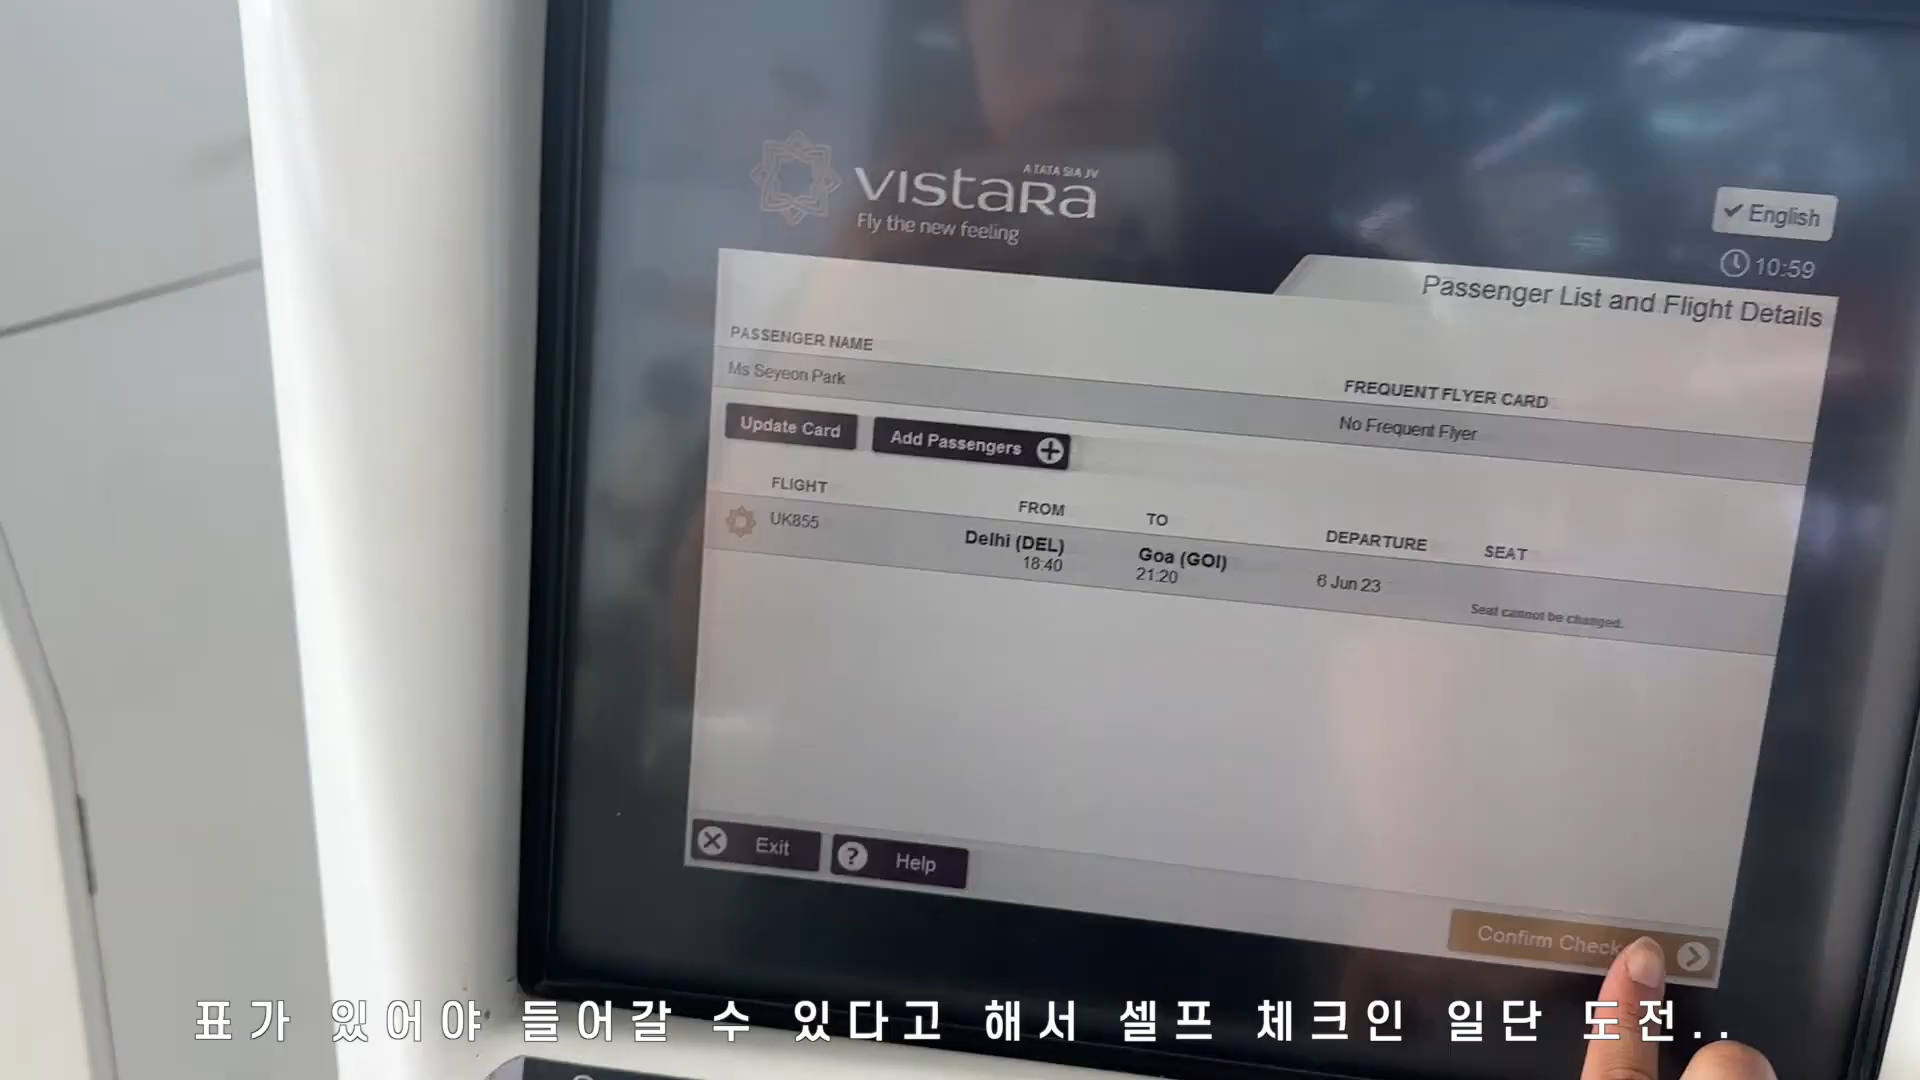 A TATA SIA JV
VISTARA
Fly the new feeling
English
10:59
Passenger List and Flight Details
PASSENGER NAME
FREQUENT FLYER CARD
Ms Seyeon Park
No Frequent Flyer
Update Card
Add Passengers
FLIGHT FROM TO DEPARTURE SEAT
UK855 Delhi (DEL) Goa (GOI) 6 Jun 23
18:40 21:20
Seat cannot be changed.
Exit
Help
Confirm Check
표가 있어야 들어갈 수 있다고 해서 셀프 체크인 일단 도전..